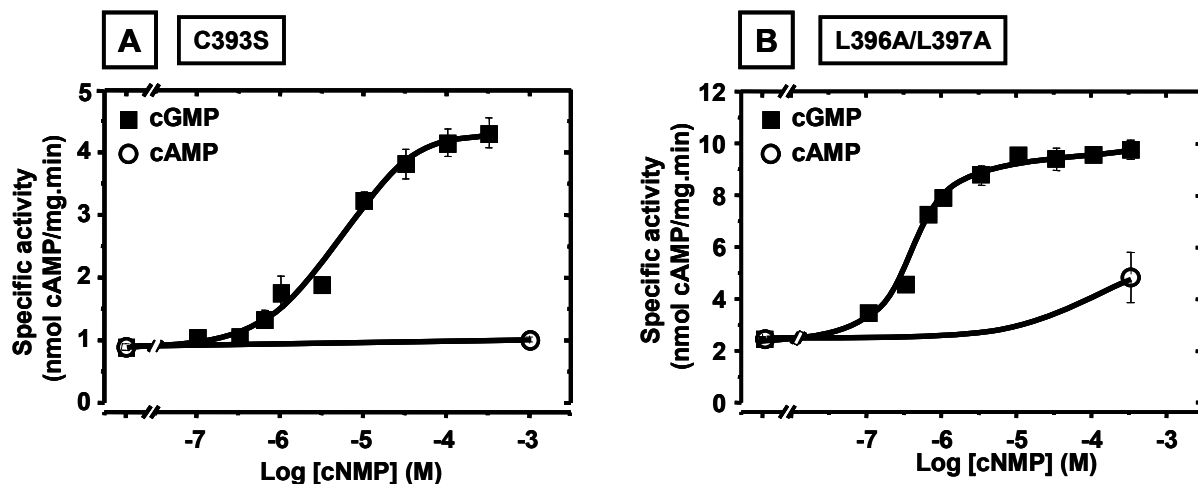 A C393S
5
4
3
2
1
0
cGMP
cAMP
Specific activity
(nmol cAMP/mg.min)
-7 -6 -5 -4 -3
Log [cNMP] (M)
B L396A/L397A
12
10
8
6
4
2
0
cGMP
cAMP
Specific activity
(nmol cAMP/mg.min)
-7 -6 -5 -4 -3
Log [cNMP] (M)